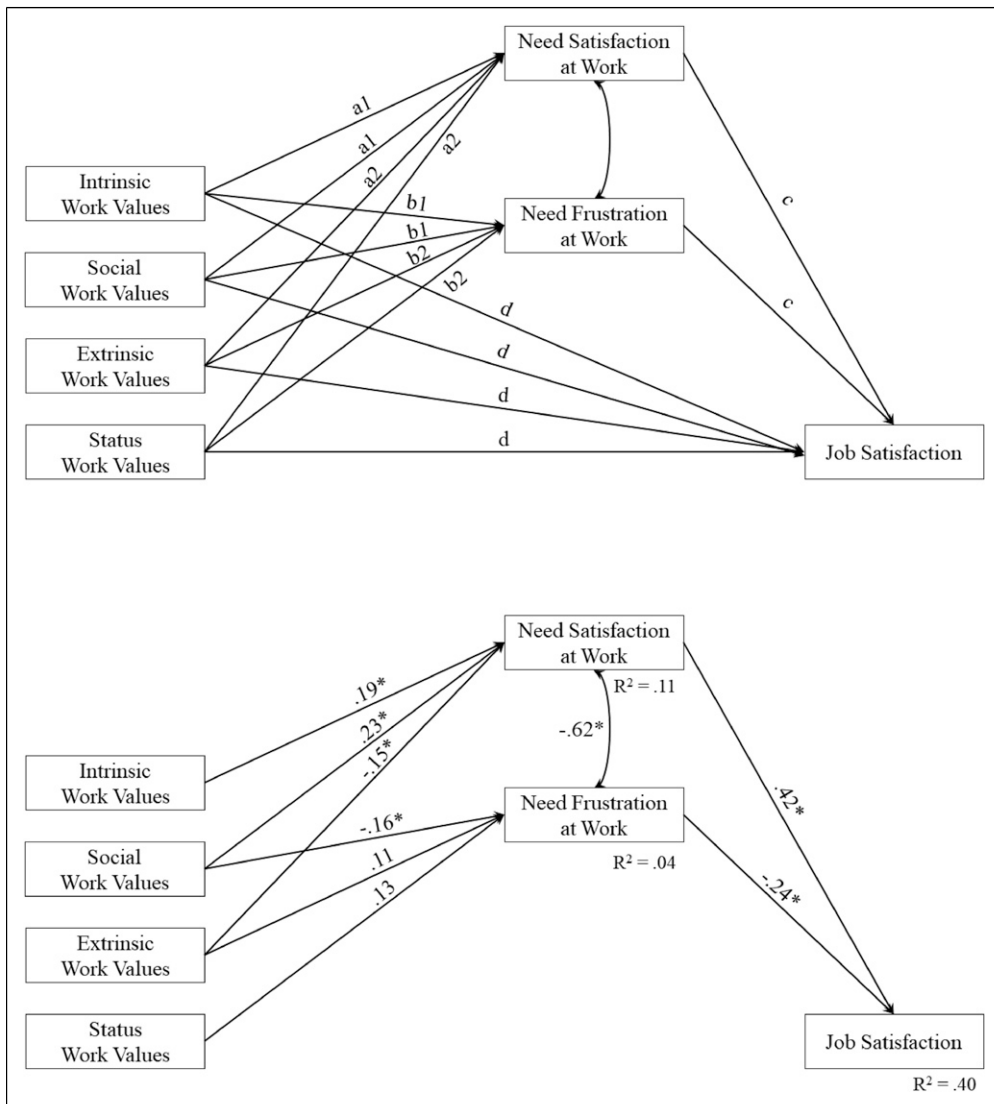 Need Satisfaction
at Work
a1
a1
a2
a2
Intrinsic
Work Values
b1
Need Frustration
at Work
c
Social
Work Values
b1
b2
b2
d
c
Extrinsic
Work Values
d
d
Status
Work Values
d
Job Satisfaction
Need Satisfaction
at Work
R² = .11
.19*
.23*
-.15*
-.62*
Intrinsic
Work Values
Need Frustration
at Work
.42*
Social
Work Values
-.16*
.11
.13
R² = .04
-.24*
Extrinsic
Work Values
Status
Work Values
Job Satisfaction
R² = .40